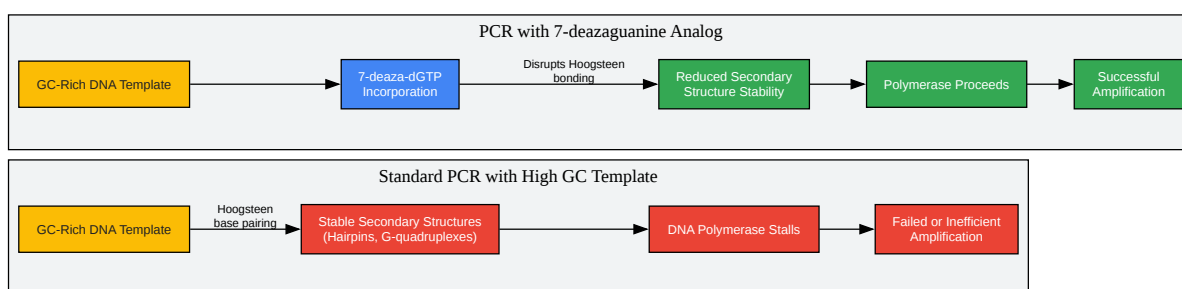 PCR with 7-deazaguanine Analog
GC-Rich DNA Template
7-deaza-dGTP
Incorporation
Disrupts Hoogsteen
bonding
Reduced Secondary
Structure Stability
Polymerase Proceeds
Successful
Amplification
Standard PCR with High GC Template
GC-Rich DNA Template
Hoogsteen
base pairing
Stable Secondary Structures
(Hairpins, G-quadruplexes)
DNA Polymerase Stalls
Failed or Inefficient
Amplification